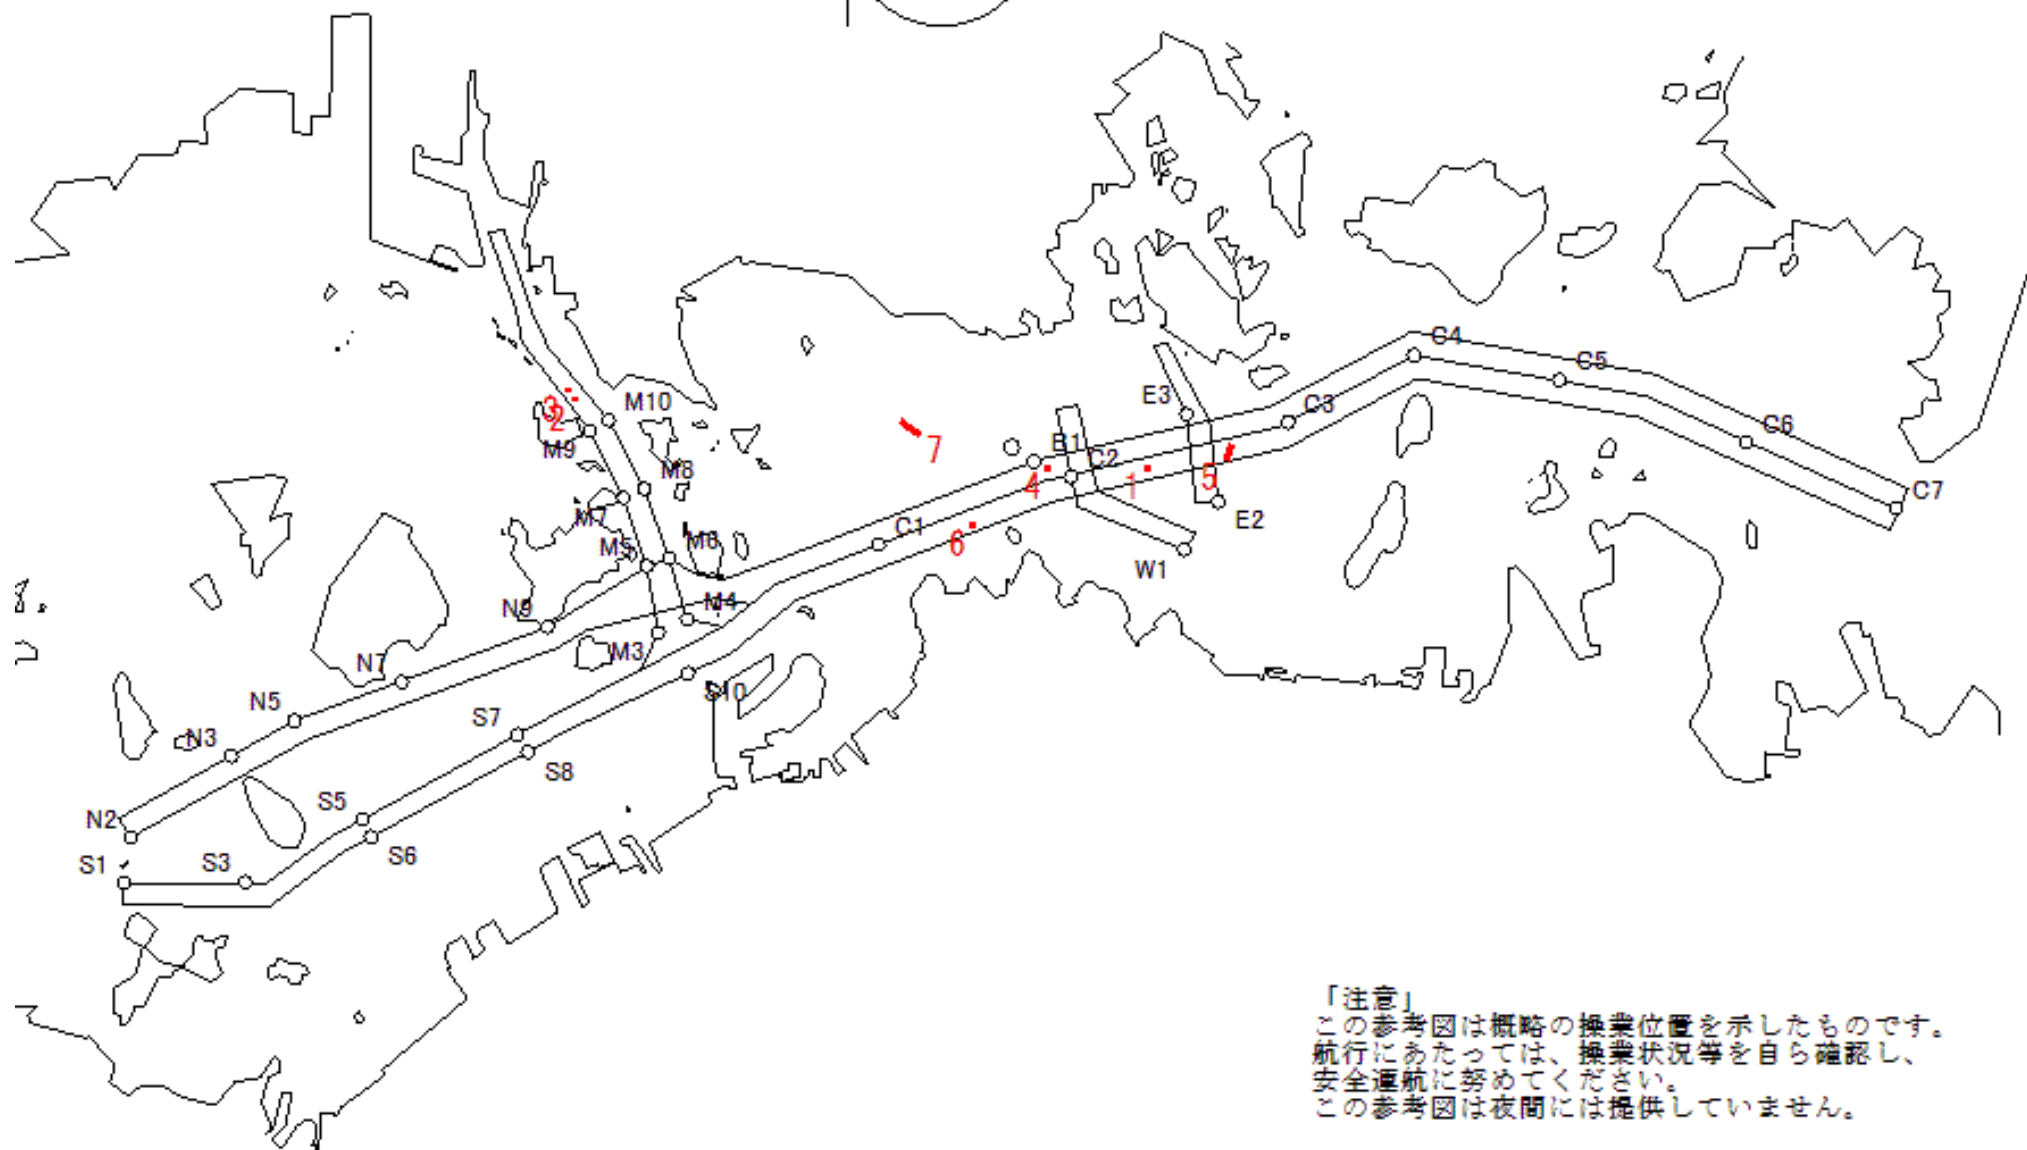 C4
C5
M10
E3
C3
3
2
C6
7
B1
M9
C2
M8
5
4
1
C7
M7
E2
C1
M5
M6
6
W1
N9
M4
M3
N7
S10
N5
S7
N3
S8
S5
N2
S6
S1
S3
「注意」
この参考図は概略の操業位置を示したものです。
航行にあたっては、操業状況等を自ら確認し、
安全運航に努めてください。
この参考図は夜間には提供していません。